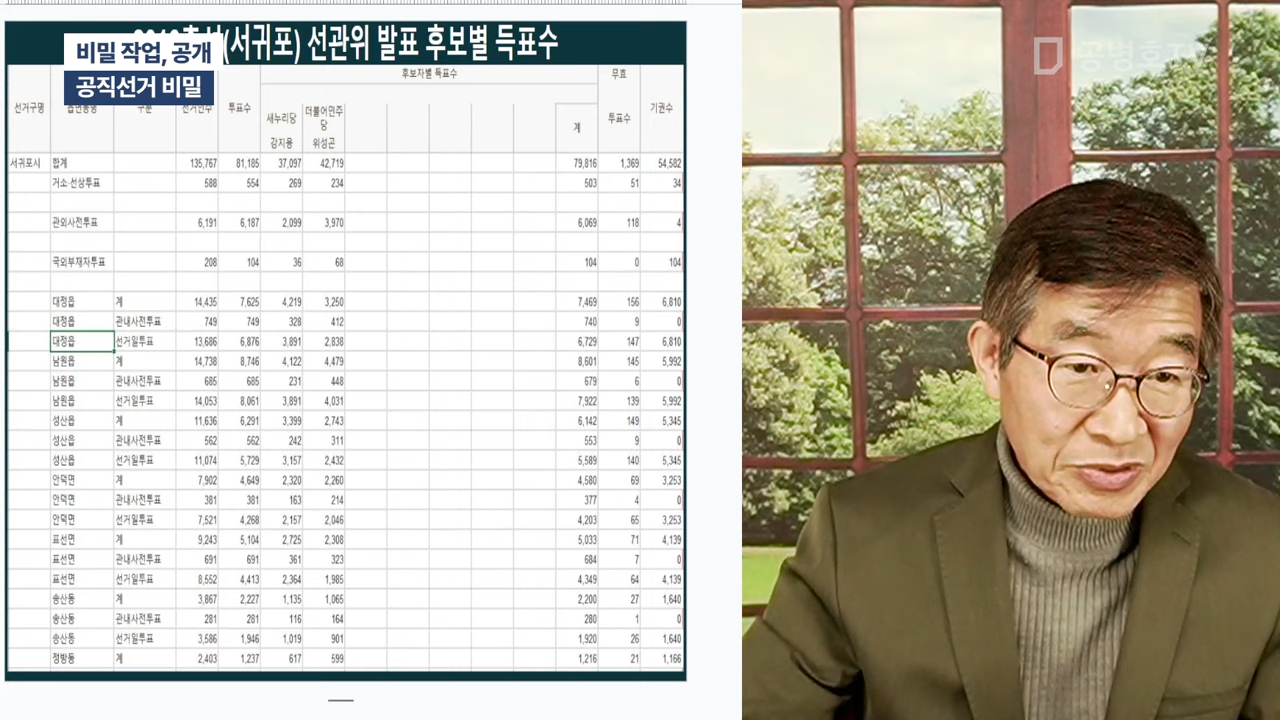 (서귀포) 선관위 발표 후보별 득표수
비밀 작업, 공개
공직선거 비밀
공병호TV
후보자별 득표수 무효
선거구명 읍면동명 구분 선거인수 투표수 새누리당 더불어민주당 계 투표수 기권수
강지용 위성곤
서귀포시 합계 135,767 81,185 37,097 42,719 79,816 1,369 54,582
거소·선상투표 588 554 269 234 503 51 34
관외사전투표 6,191 6,187 2,099 3,970 6,069 118 4
국외부재자투표 208 104 36 68 104 0 104
대정읍 계 14,435 7,625 4,219 3,250 7,469 156 6,810
대정읍 관내사전투표 749 749 328 412 740 9 0
대정읍 선거일투표 13,686 6,876 3,891 2,838 6,729 147 6,810
남원읍 계 14,738 8,746 4,122 4,479 8,601 145 5,992
남원읍 관내사전투표 685 685 231 448 679 6 0
남원읍 선거일투표 14,053 8,061 3,891 4,031 7,922 139 5,992
성산읍 계 11,636 6,291 3,399 2,743 6,142 149 5,345
성산읍 관내사전투표 562 562 242 311 553 9 0
성산읍 선거일투표 11,074 5,729 3,157 2,432 5,589 140 5,345
안덕면 계 7,902 4,649 2,320 2,260 4,580 69 3,253
안덕면 관내사전투표 381 381 163 214 377 4 0
안덕면 선거일투표 7,521 4,268 2,157 2,046 4,203 65 3,253
표선면 계 9,243 5,104 2,725 2,308 5,033 71 4,139
표선면 관내사전투표 691 691 361 323 684 7 0
표선면 선거일투표 8,552 4,413 2,364 1,985 4,349 64 4,139
송산동 계 3,867 2,227 1,135 1,065 2,200 27 1,640
송산동 관내사전투표 281 281 116 164 280 1 0
송산동 선거일투표 3,586 1,946 1,019 901 1,920 26 1,640
정방동 계 2,403 1,237 617 599 1,216 21 1,166